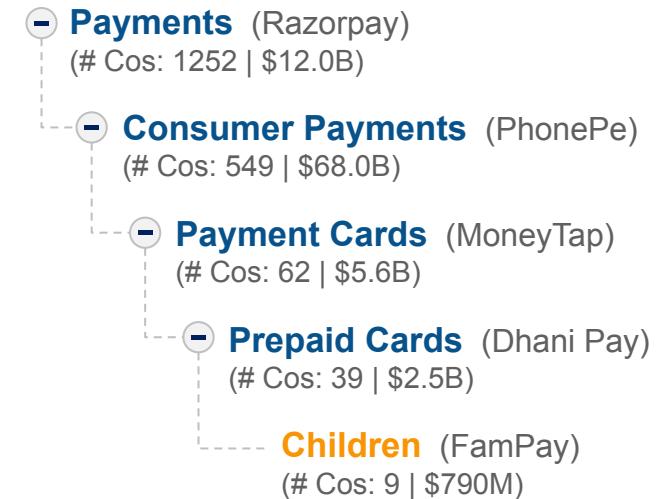 Payments (Razorpay)
(# Cos: 1252 | $12.0B)
Consumer Payments (PhonePe)
(# Cos: 549 | $68.0B)
Payment Cards (MoneyTap)
(# Cos: 62 | $5.6B)
Prepaid Cards (Dhani Pay)
(# Cos: 39 | $2.5B)
Children (FamPay)
(# Cos: 9 | $790M)